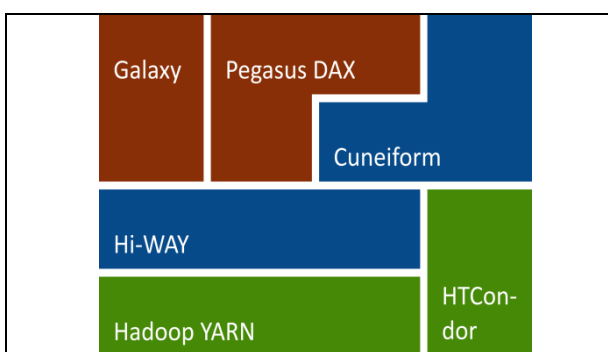 Galaxy
Pegasus DAX
Cuneiform
Hi-WAY
Hadoop YARN
HTCon-
dor